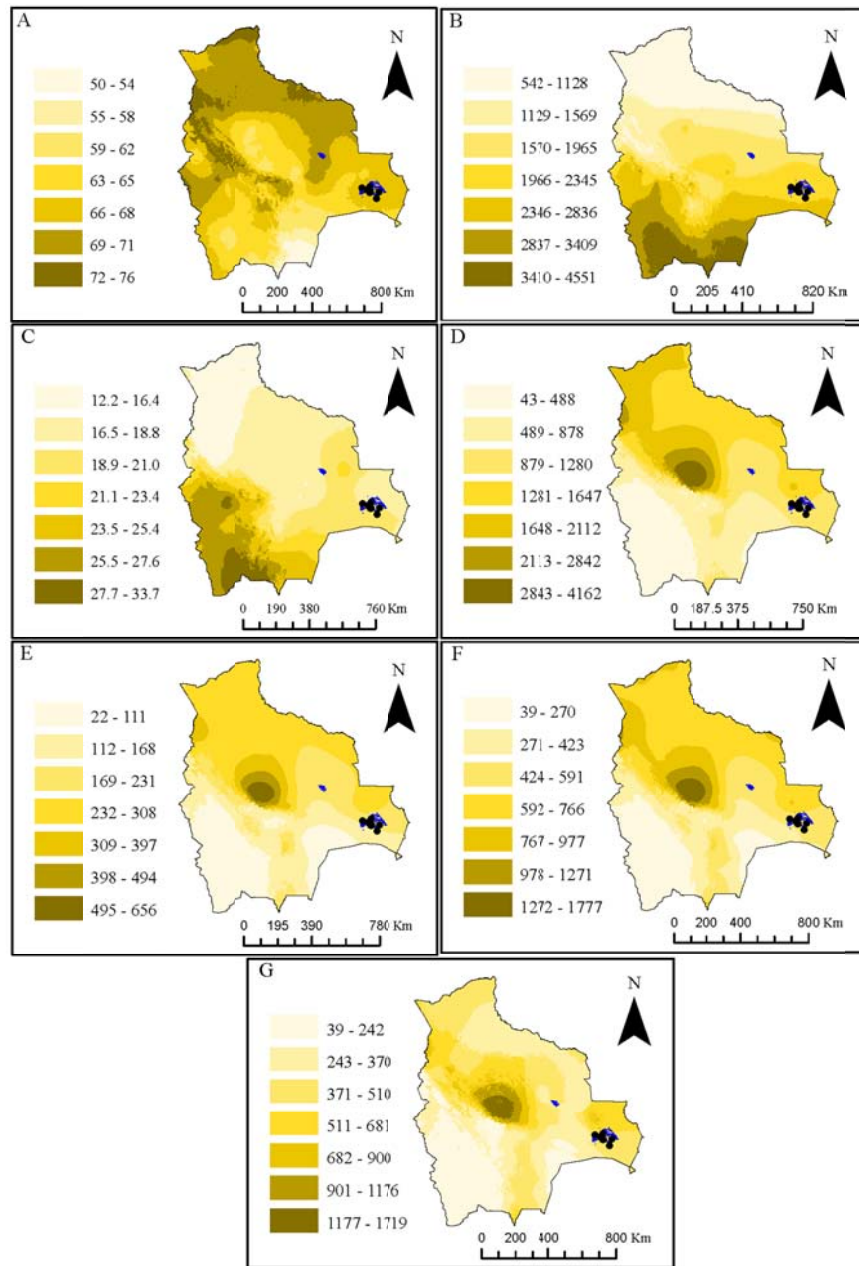 A
N
50 - 54
55 - 58
59 - 62
63 - 65
66 - 68
69 - 71
72 - 76
0 200 400 800 Km
B
N
542 - 1128
1129 - 1569
1570 - 1965
1966 - 2345
2346 - 2836
2837 - 3409
3410 - 4551
0 205 410 820 Km
C
N
12.2 - 16.4
16.5 - 18.8
18.9 - 21.0
21.1 - 23.4
23.5 - 25.4
25.5 - 27.6
27.7 - 33.7
0 190 380 760 Km
D
N
43 - 488
489 - 878
879 - 1280
1281 - 1647
1648 - 2112
2113 - 2842
2843 - 4162
0 187.5 375 750 Km
E
N
22 - 111
112 - 168
169 - 231
232 - 308
309 - 397
398 - 494
495 - 656
0 195 390 780 Km
F
N
39 - 270
271 - 423
424 - 591
592 - 766
767 - 977
978 - 1271
1272 - 1777
0 200 400 800 Km
G
N
39 - 242
243 - 370
371 - 510
511 - 681
682 - 900
901 - 1176
1177 - 1719
0 200 400 800 Km